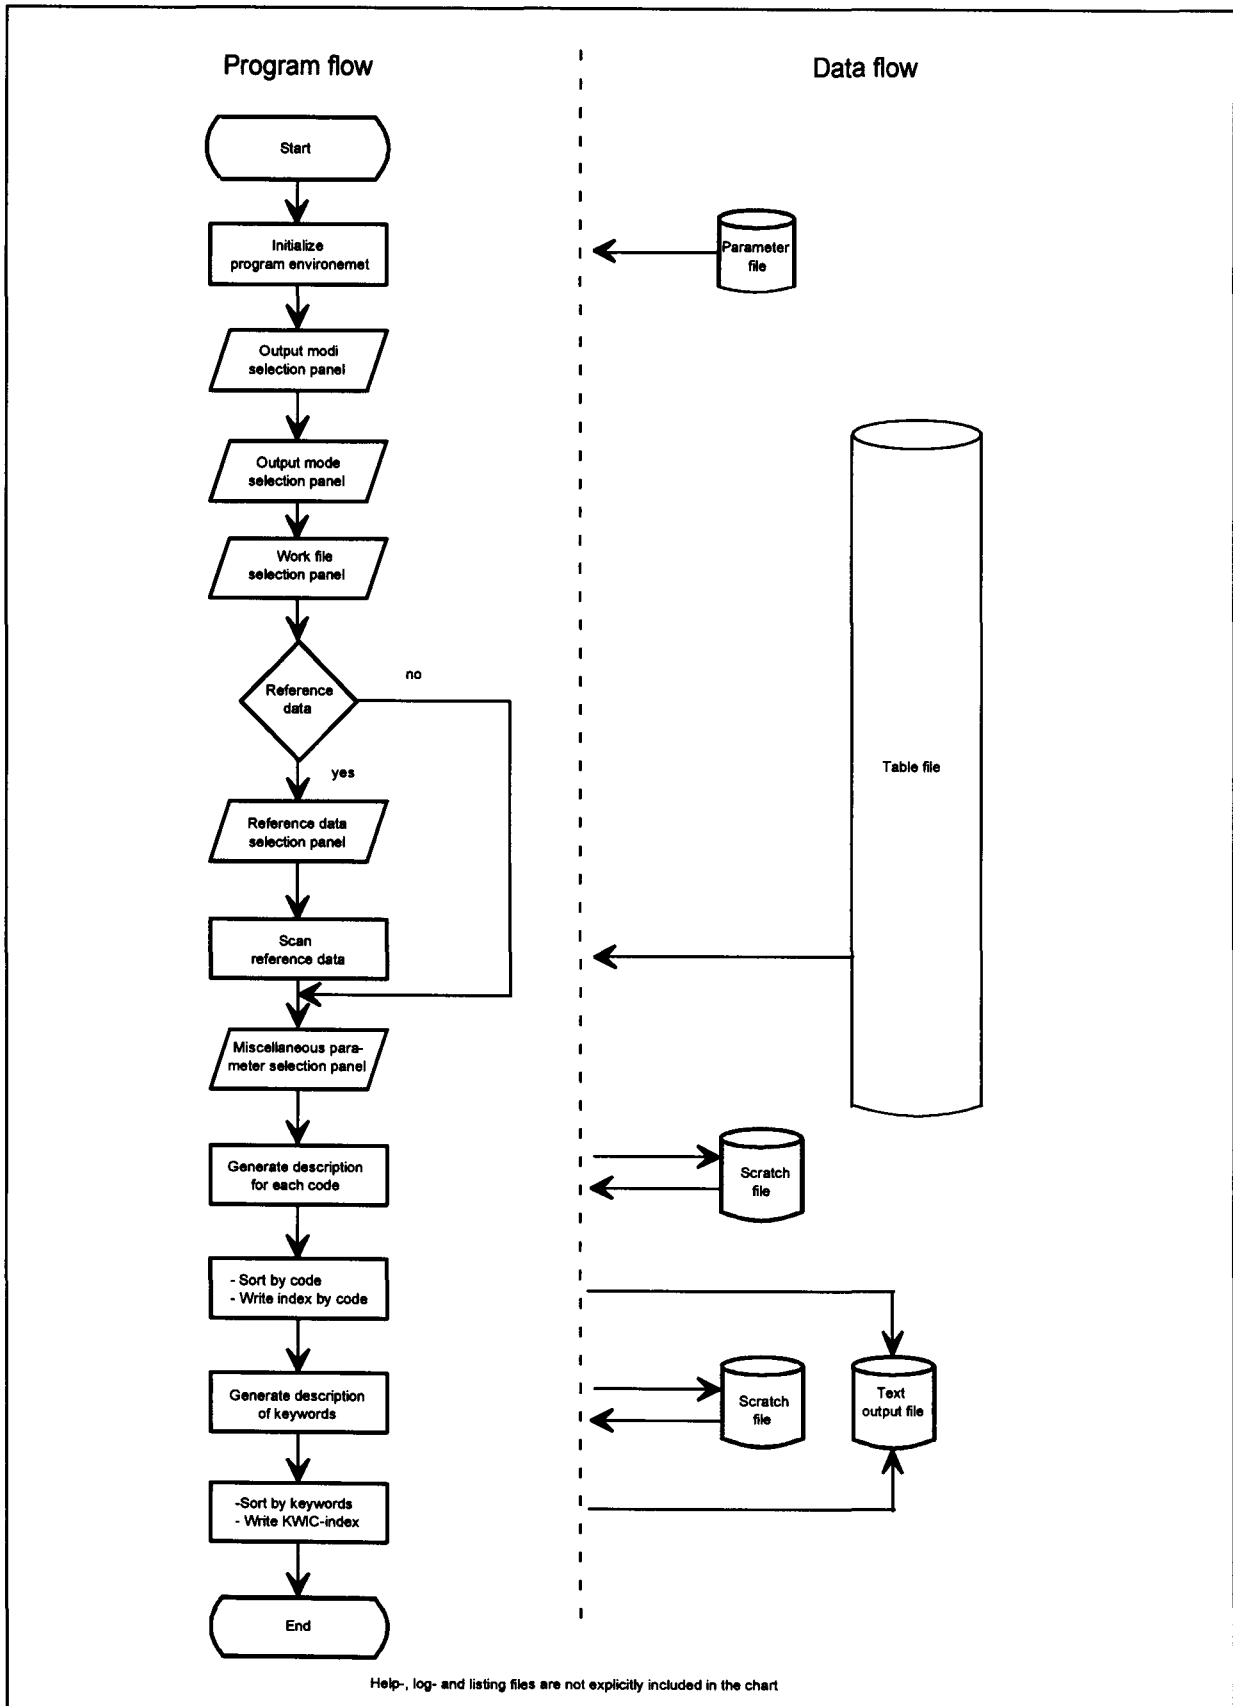 Program flow
Data flow
Start
Initialize
program environemet
Parameter
file
Output modi
selection panel
Output mode
selection panel
Work file
selection panel
Reference
data
no
yes
Table file
Reference data
selection panel
Scan
reference data
Miscellaneous para-
meter selection panel
Generate description
for each code
Scratch
file
- Sort by code
- Write index by code
Generate description
of keywords
Scratch
file
Text
output file
-Sort by keywords
- Write KWIC-index
End
Help-, log- and listing files are not explicitly included in the chart